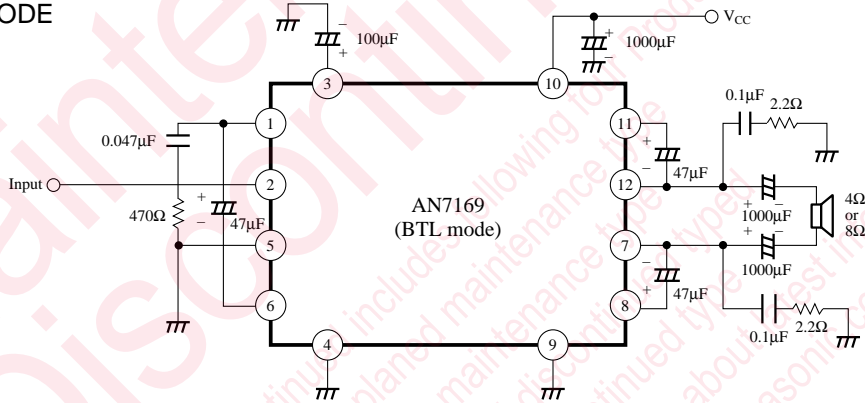 ODE
100μF
+
−
1000μF
+
−
VCC
3
10
0.1μF
2.2Ω
1
11
0.047μF
+
−
47μF
Input
2
12
AN7169
(BTL mode)
470Ω
+
−
47μF
+
−
1000μF
4Ω
or
8Ω
5
7
+
−
1000μF
−
+
47μF
6
8
0.1μF
2.2Ω
4
9